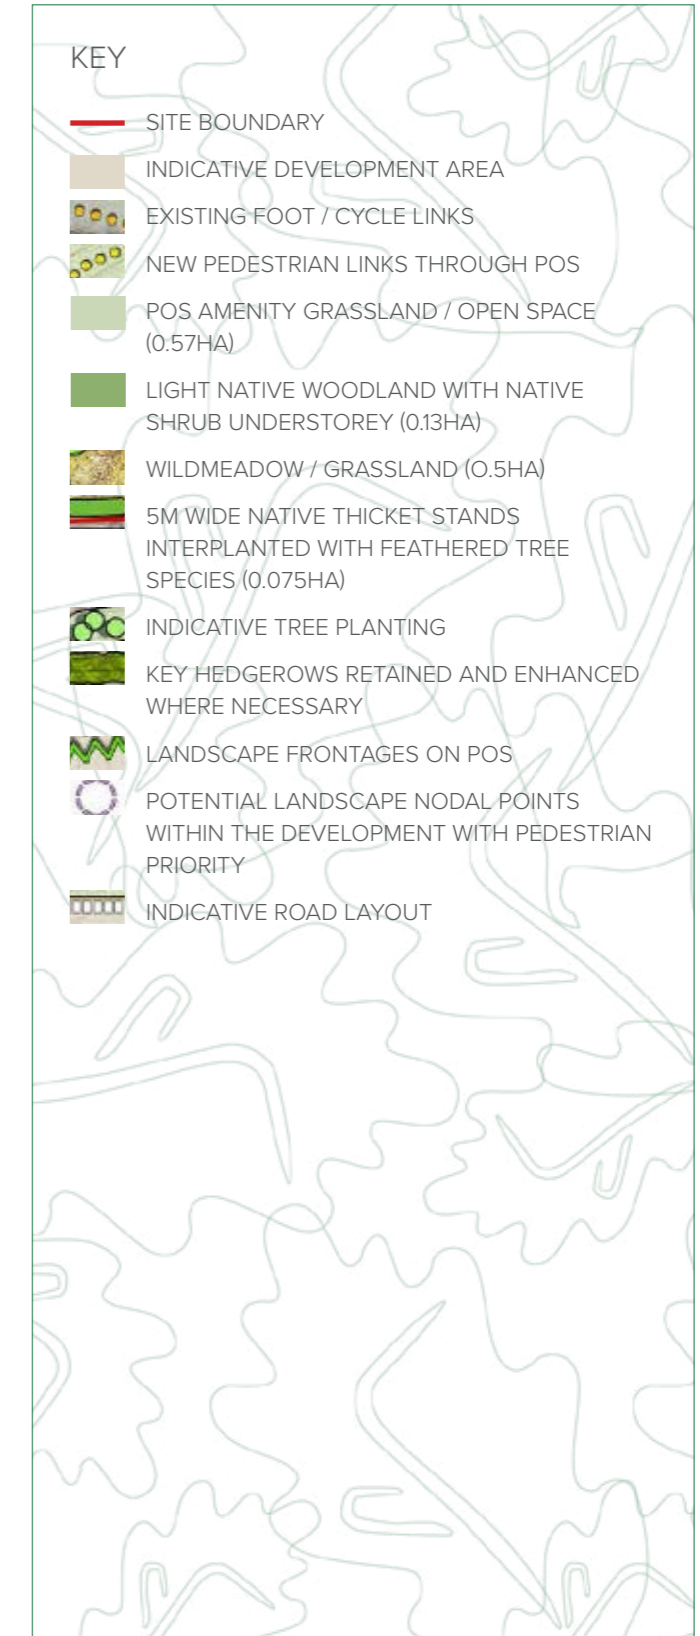 KEY
SITE BOUNDARY
INDICATIVE DEVELOPMENT AREA
EXISTING FOOT / CYCLE LINKS
NEW PEDESTRIAN LINKS THROUGH POS
POS AMENITY GRASSLAND / OPEN SPACE
(0.57HA)
LIGHT NATIVE WOODLAND WITH NATIVE
SHRUB UNDERSTOREY (0.13HA)
WILDMEADOW / GRASSLAND (O.5HA)
5M WIDE NATIVE THICKET STANDS
INTERPLANTED WITH FEATHERED TREE
SPECIES (0.075HA)
INDICATIVE TREE PLANTING
KEY HEDGEROWS RETAINED AND ENHANCED
WHERE NECESSARY
LANDSCAPE FRONTAGES ON POS
POTENTIAL LANDSCAPE NODAL POINTS
WITHIN THE DEVELOPMENT WITH PEDESTRIAN
PRIORITY
INDICATIVE ROAD LAYOUT